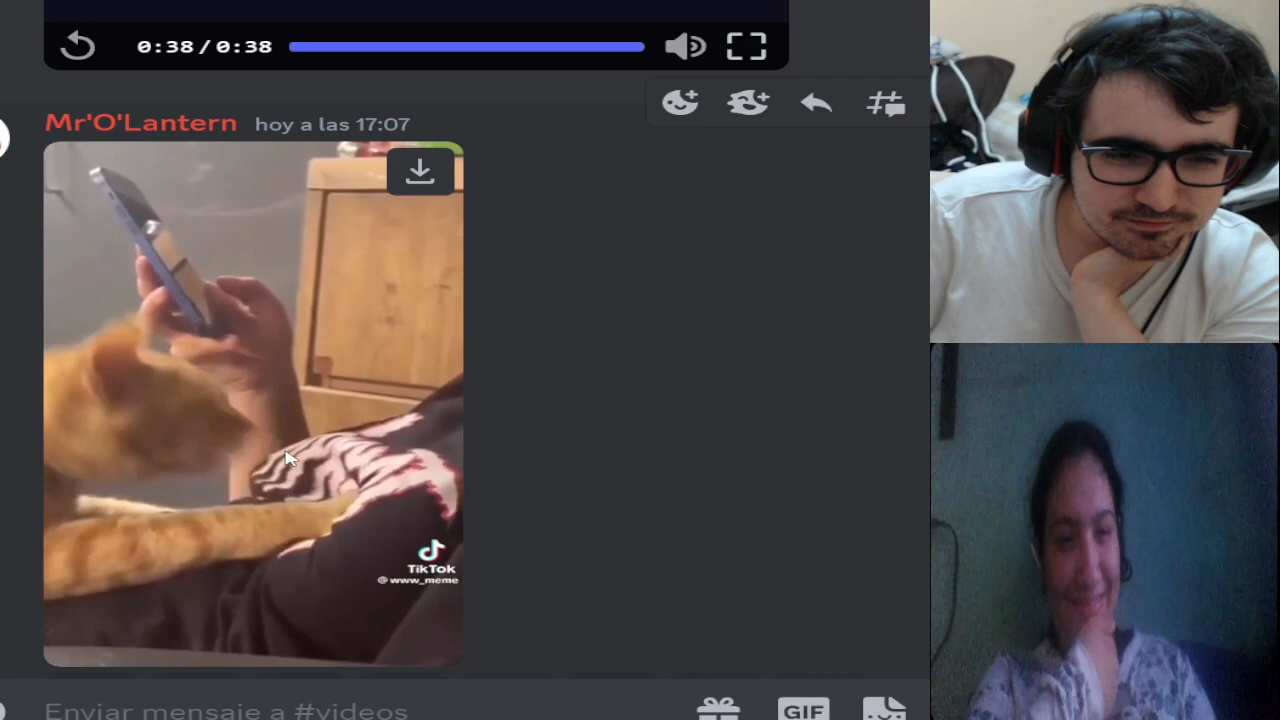 0:38 / 0:38
Mr'O'Lantern hoy a las 17:07
TikTok
@www_meme
Enviar mensaje a #videos
GIF